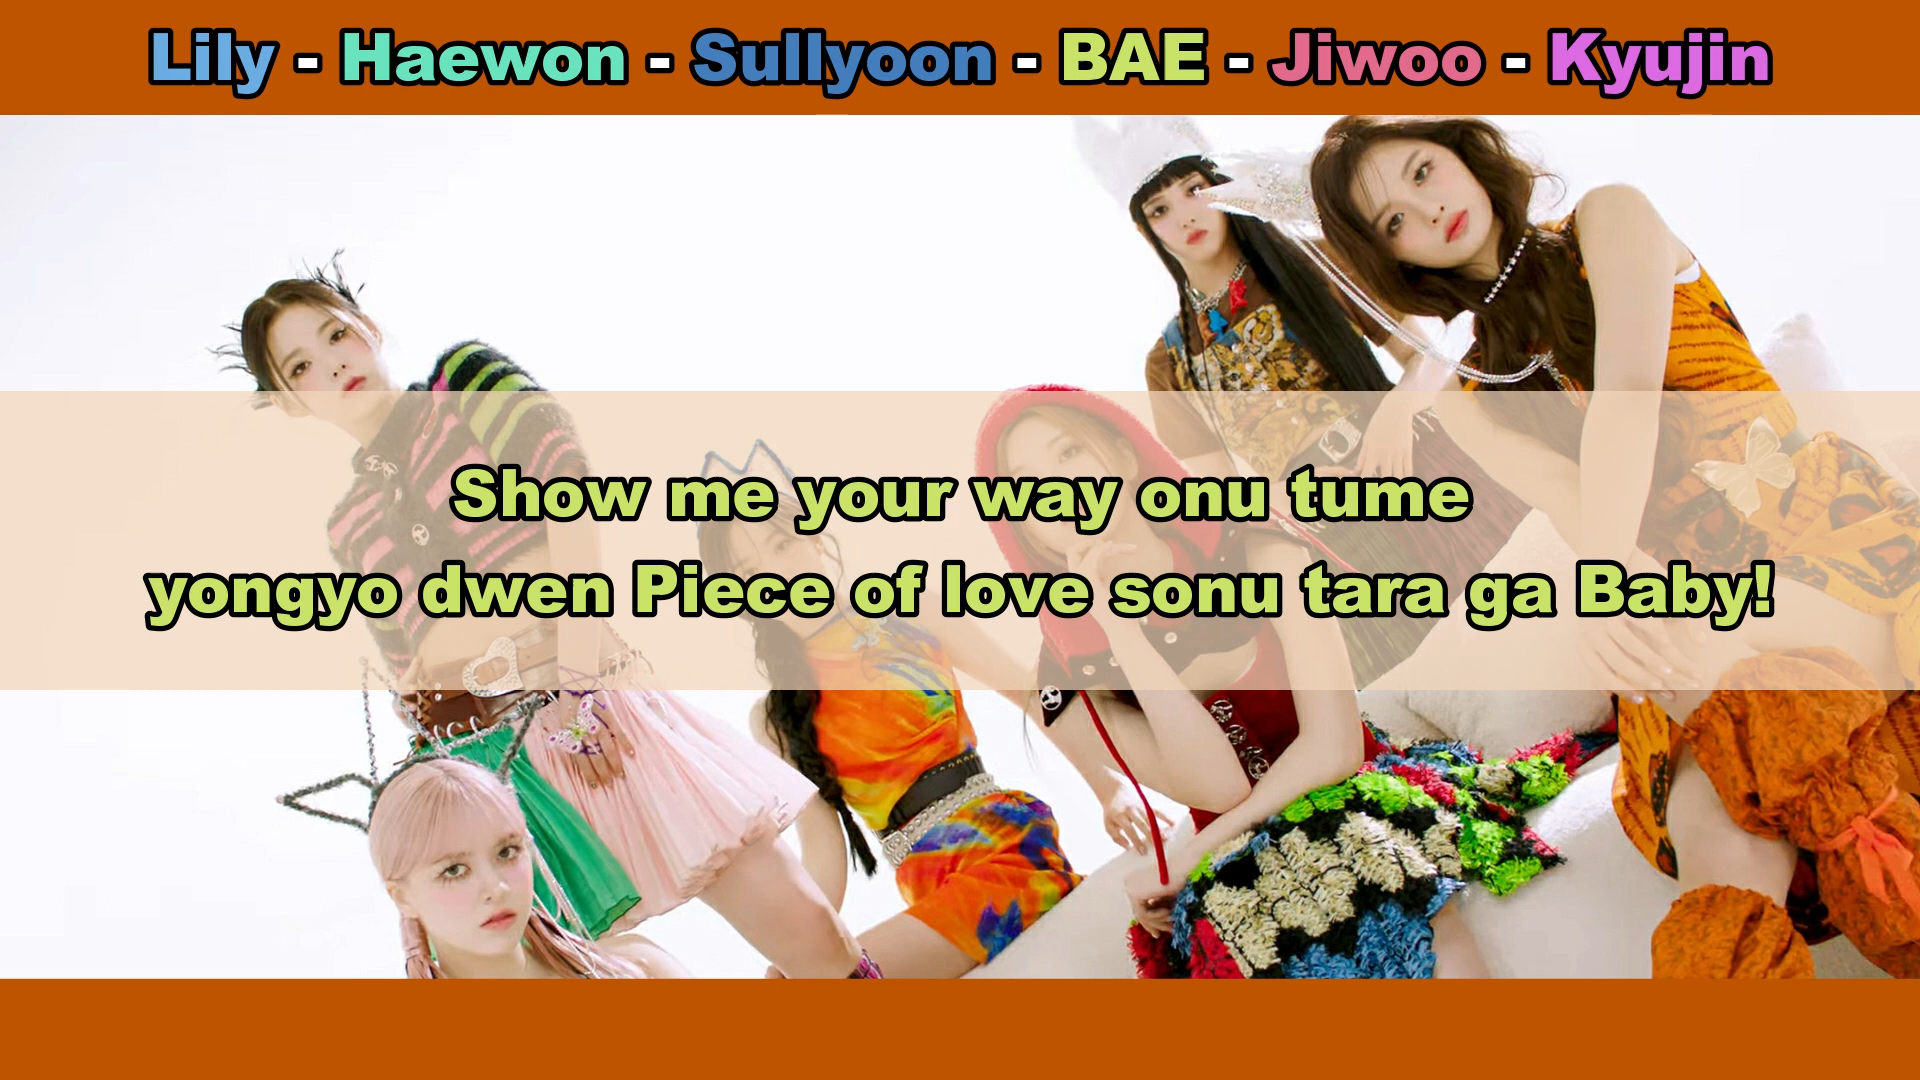 Lily - Haewon - Sullyoon - BAE - Jiwoo - Kyujin
Show me your way onu tume
yongyo dwen Piece of love sonu tara ga Baby!